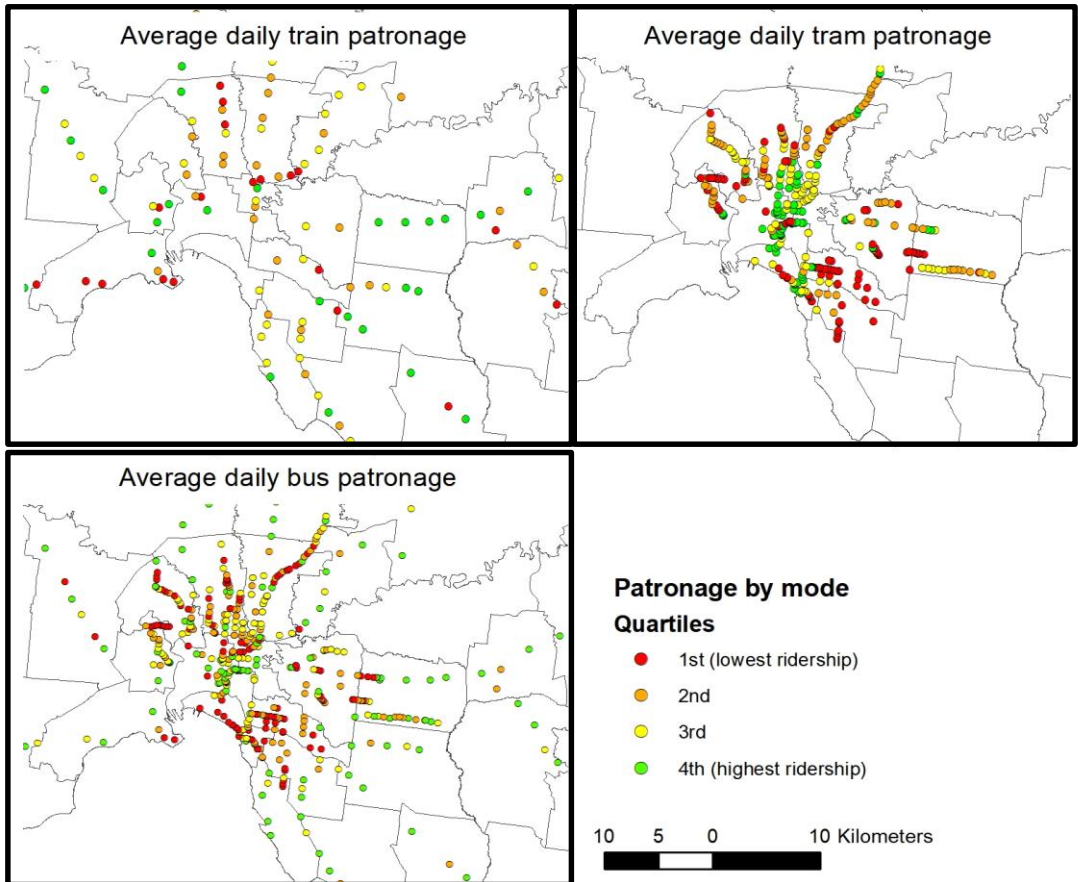 Average daily train patronage
Average daily tram patronage
Average daily bus patronage
Patronage by mode
Quartiles
1st (lowest ridership)
2nd
3rd
4th (highest ridership)
10 5 0 10 Kilometers